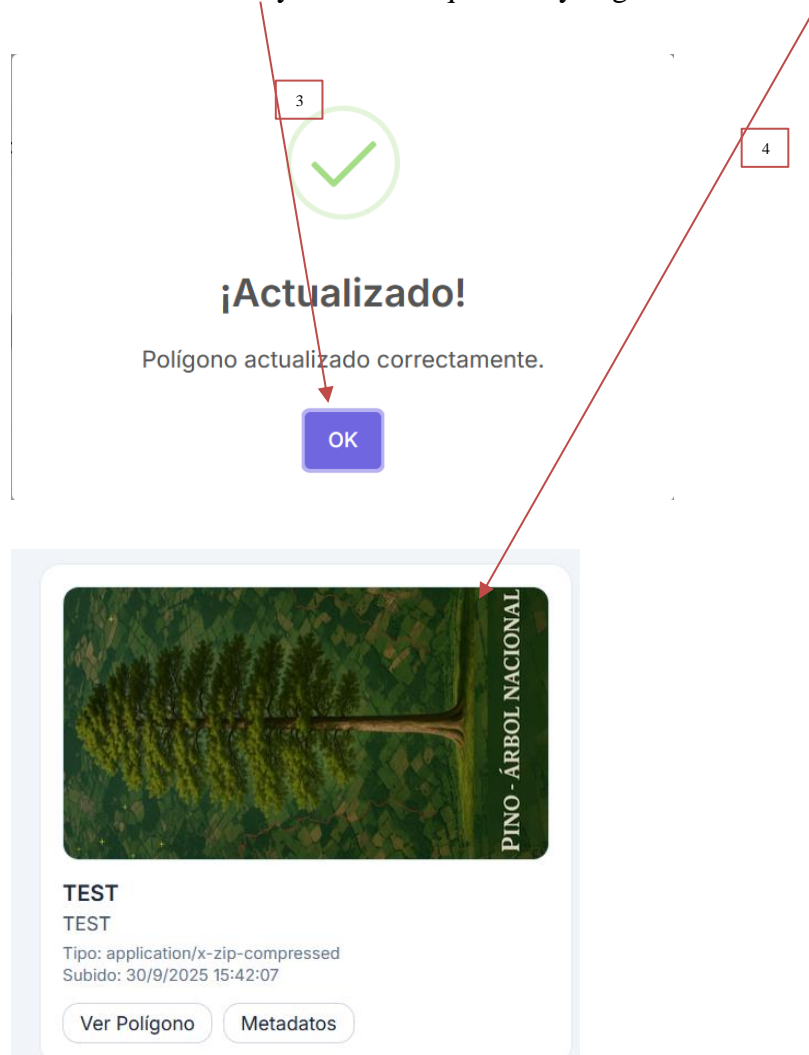 3
4
¡Actualizado!
Polígono actualizado correctamente.
OK
PINO - ÁRBOL NACIONAL
TEST
TEST
Tipo: application/x-zip-compressed
Subido: 30/9/2025 15:42:07
Ver Polígono
Metadatos